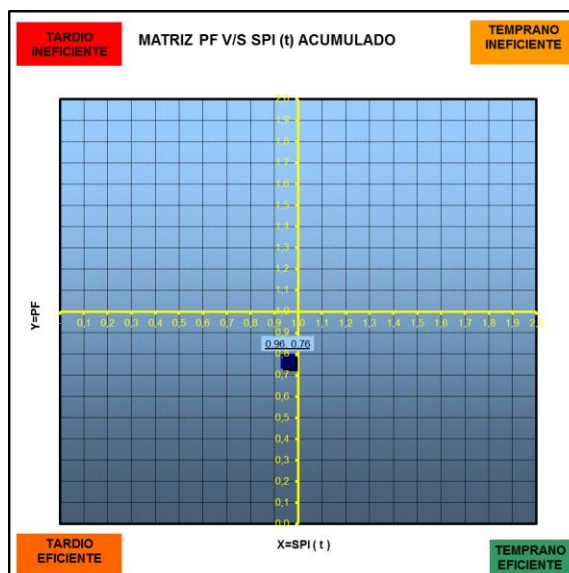 TARDIO
INEFICIENTE
MATRIZ PF V/S SPI (t) ACUMULADO
TEMPRANO
INEFICIENTE
2,0
1,9
1,8
1,7
1,6
1,5
1,4
1,3
1,2
1,1
1,0
0,1 0,2 0,3 0,4 0,5 0,6 0,7 0,8 0,9 1,0 1,1 1,2 1,3 1,4 1,5 1,6 1,7 1,8 1,9 2,0
Y=PF
0,9
0,96, 0,76
0,8
0,7
0,6
0,5
0,4
0,3
0,2
0,1
0,0
TARDIO
EFICIENTE
X=SPI ( t )
TEMPRANO
EFICIENTE